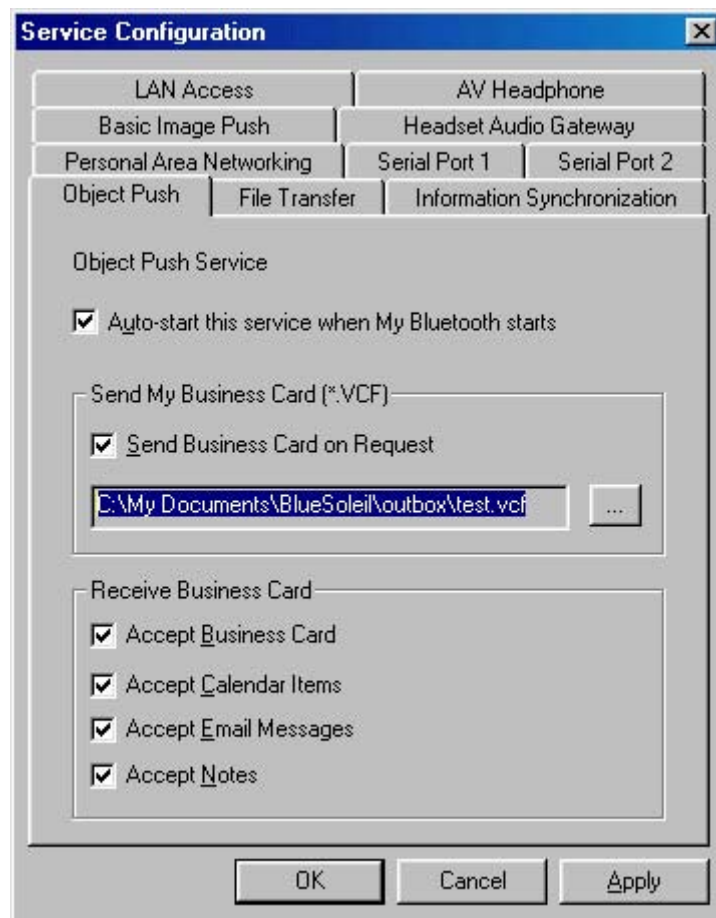 Service Configuration
LAN Access
AV Headphone
Basic Image Push
Headset Audio Gateway
Personal Area Networking
Serial Port 1
Serial Port 2
Object Push
File Transfer
Information Synchronization
Object Push Service
Auto-start this service when My Bluetooth starts
Send My Business Card (*.VCF)
Send Business Card on Request
C:\My Documents\BlueSoleil\outbox\test.vcf
...
Receive Business Card
Accept Business Card
Accept Calendar Items
Accept Email Messages
Accept Notes
OK
Cancel
Apply